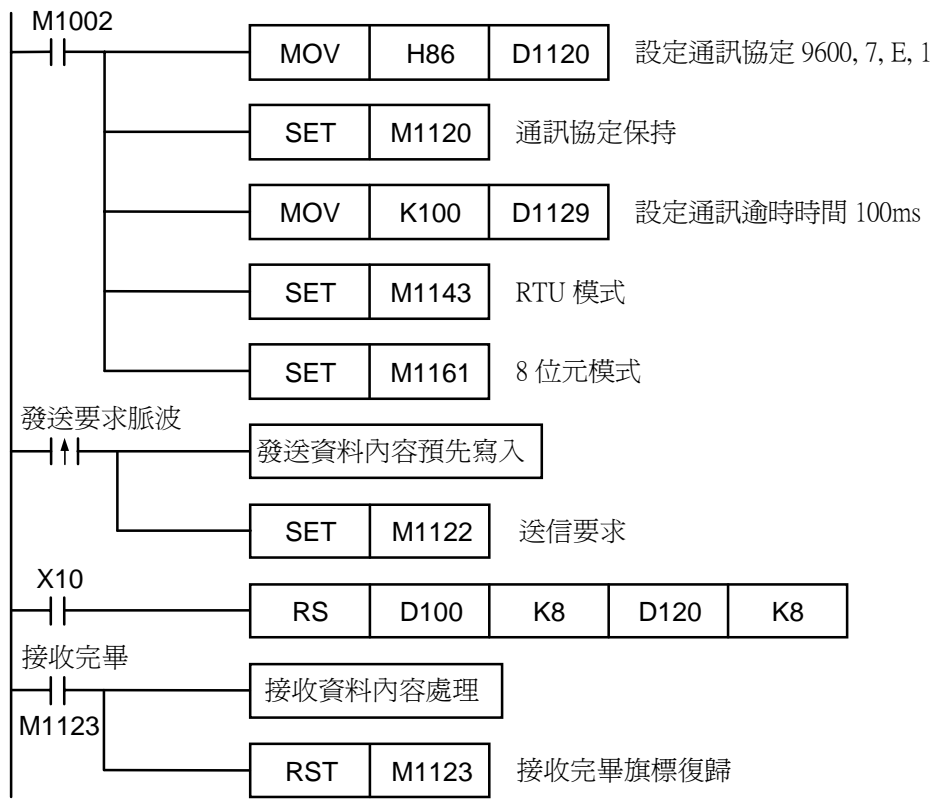 M1002
MOV H86 D1120 設定通訊協定 9600, 7, E, 1
SET M1120 通訊協定保持
MOV K100 D1129 設定通訊逾時時間 100ms
SET M1143 RTU 模式
SET M1161 8 位元模式
發送要求脈波
發送資料內容預先寫入
SET M1122 送信要求
X10
RS D100 K8 D120 K8
接收完畢
接收資料內容處理
M1123
RST M1123 接收完畢旗標復歸